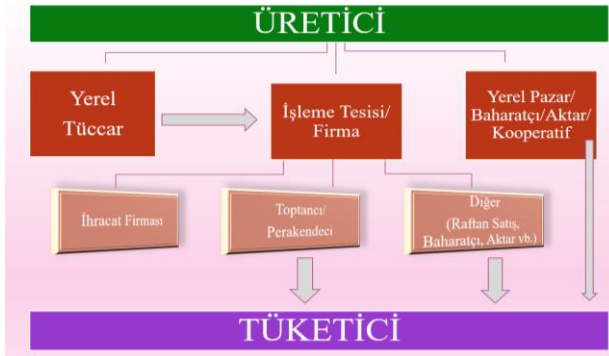 ÜRETİCİ
Yerel
Tüccar
İşleme Tesisi/
Firma
Yerel Pazar/
Baharatçı/Aktar/
Kooperatif
İhracat Firması
Toptancı/
Perakendeci
Diğer
(Raftan Satış,
Baharatçı, Aktar vb.)
TÜKETİCİ